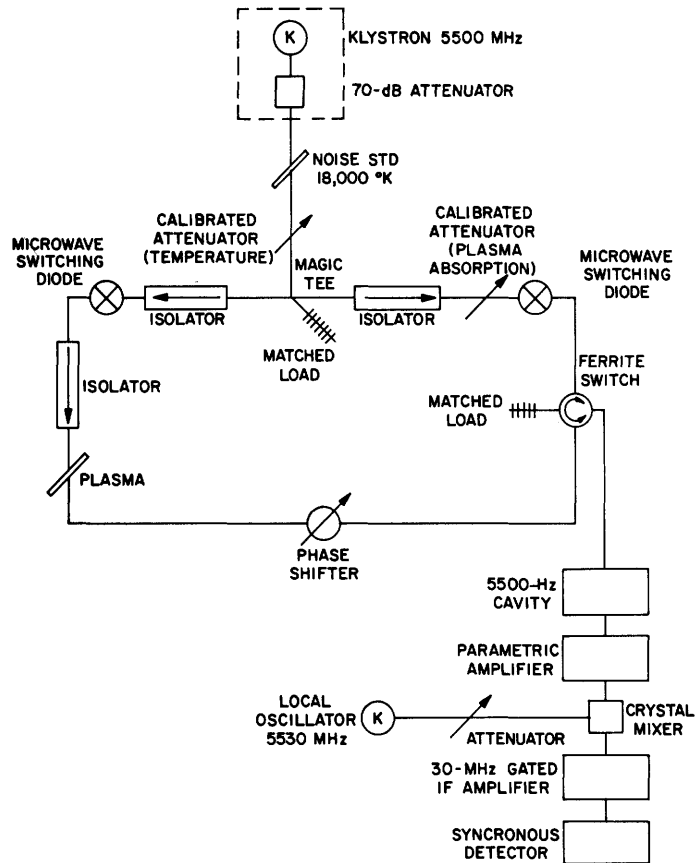 K
KLYSTRON 5500 MHz
70-dB ATTENUATOR
NOISE STD
18,000 °K
CALIBRATED
ATTENUATOR
(TEMPERATURE)
CALIBRATED
ATTENUATOR
(PLASMA
ABSORPTION)
MICROWAVE
SWITCHING
DIODE
MAGIC
TEE
MICROWAVE
SWITCHING
DIODE
ISOLATOR
ISOLATOR
MATCHED
LOAD
ISOLATOR
FERRITE
SWITCH
MATCHED
LOAD
PLASMA
PHASE
SHIFTER
5500-Hz
CAVITY
PARAMETRIC
AMPLIFIER
LOCAL
OSCILLATOR
5530 MHz
K
ATTENUATOR
CRYSTAL
MIXER
30-MHz GATED
IF AMPLIFIER
SYNCRONOUS
DETECTOR